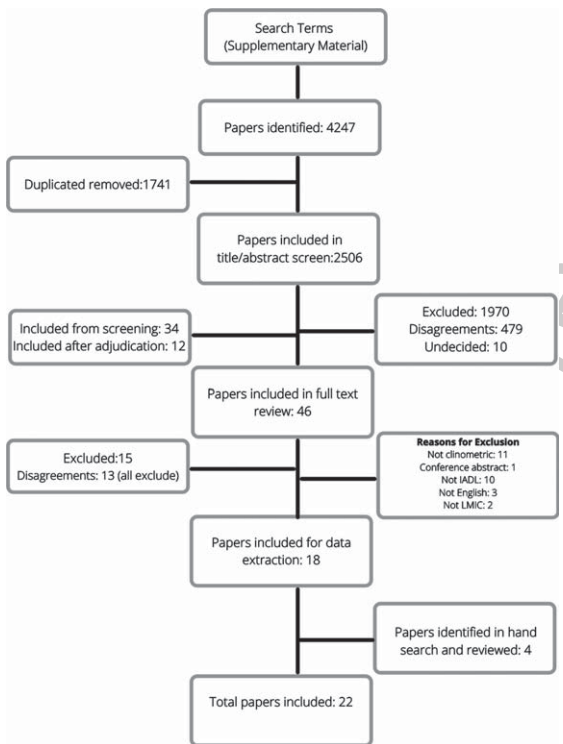 Search Terms
(Supplementary Material)
Papers identified: 4247
Duplicated removed:1741
Papers included in
title/abstract screen:2506
Excluded: 1970
Disagreements: 479
Undecided: 10
Included from screening: 34
Included after adjudication: 12
Papers included in full text
review: 46
Reasons for Exclusion
Not clinometric: 11
Conference abstract: 1
Not IADL: 10
Not English: 3
Not LMIC: 2
Excluded:15
Disagreements: 13 (all exclude)
Papers included for data
extraction: 18
Papers identified in hand
search and reviewed: 4
Total papers included: 22